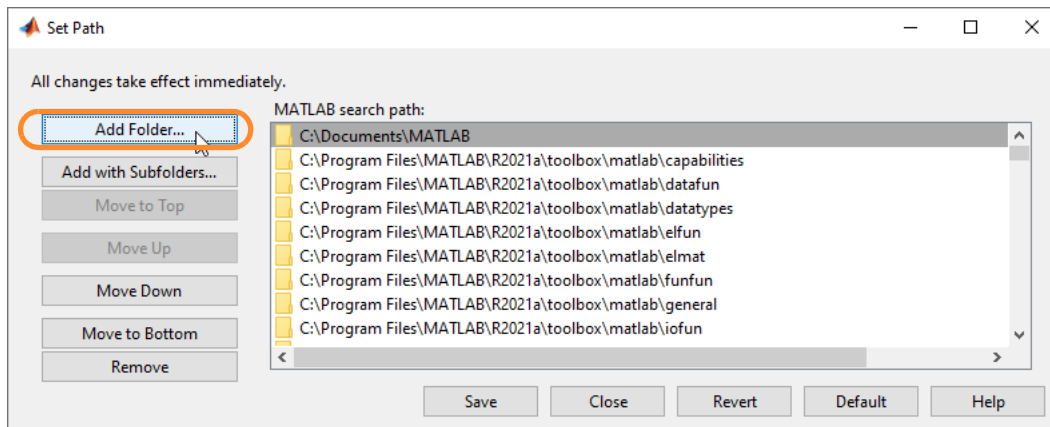 Set Path
All changes take effect immediately.
MATLAB search path:
Add Folder...
Add with Subfolders...
Move to Top
Move Up
Move Down
Move to Bottom
Remove
C:\Documents\MATLAB
C:\Program Files\MATLAB\R2021a\toolbox\matlab\capabilities
C:\Program Files\MATLAB\R2021a\toolbox\matlab\datafun
C:\Program Files\MATLAB\R2021a\toolbox\matlab\datatypes
C:\Program Files\MATLAB\R2021a\toolbox\matlab\elfun
C:\Program Files\MATLAB\R2021a\toolbox\matlab\elmat
C:\Program Files\MATLAB\R2021a\toolbox\matlab\funfun
C:\Program Files\MATLAB\R2021a\toolbox\matlab\general
C:\Program Files\MATLAB\R2021a\toolbox\matlab\iofun
Save
Close
Revert
Default
Help